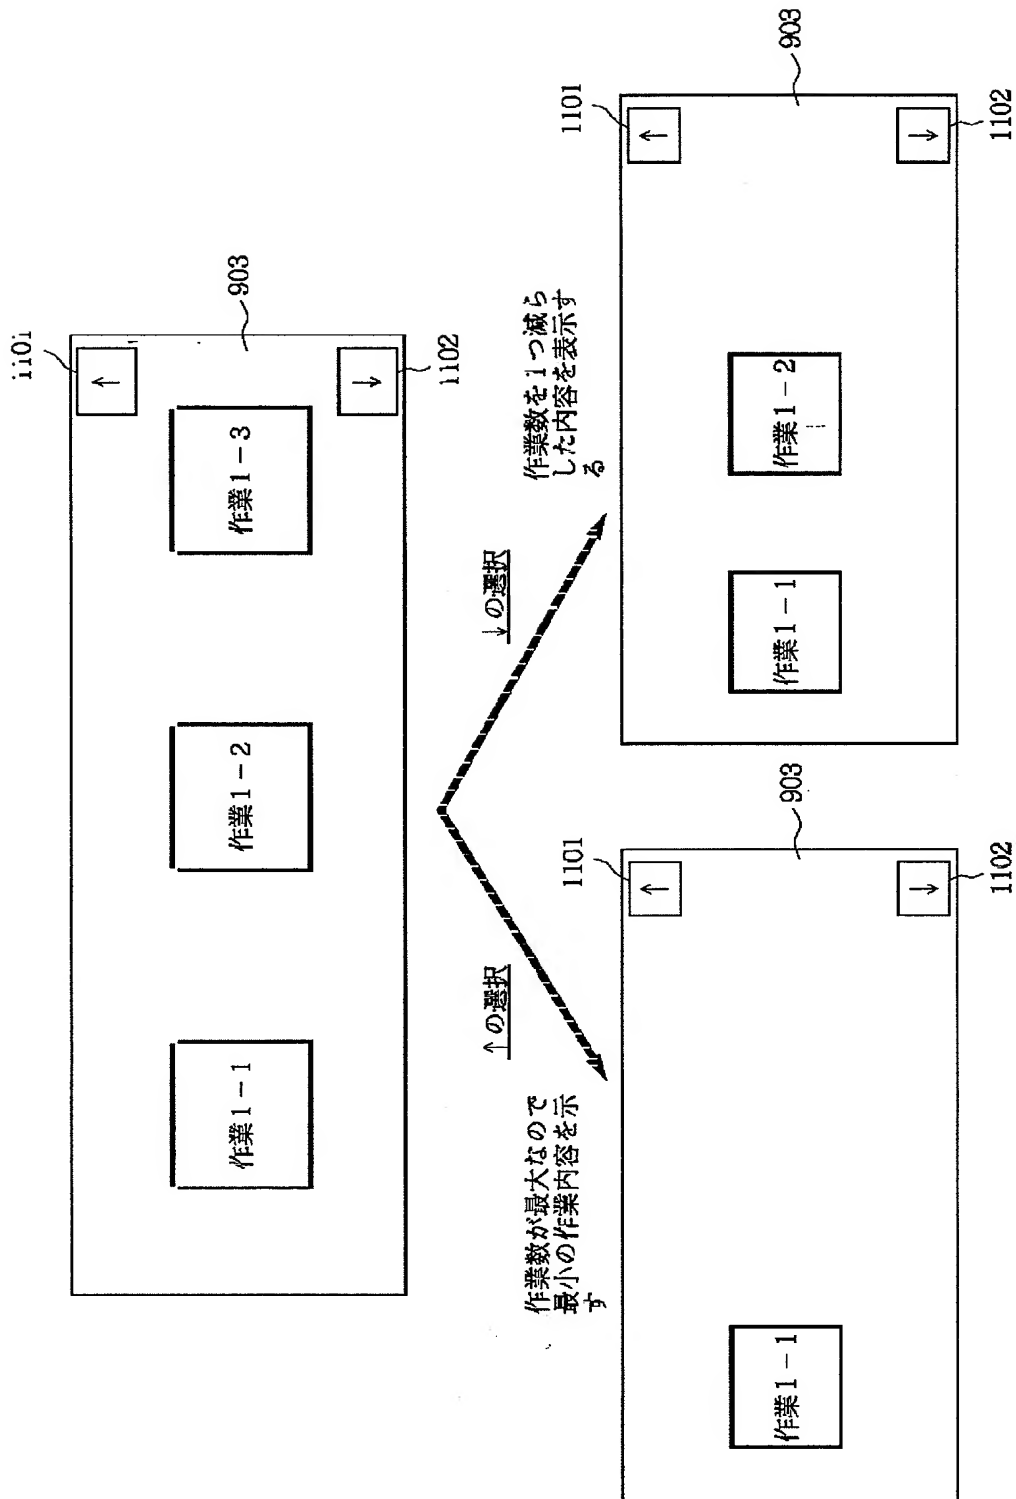 1101
↑
903
作業1-1
作業1-2
作業1-3
↓
1102
↑の選択
↓の選択
作業数が最大なので
最小の作業内容を示
す
作業数を1つ減ら
した内容を表示す
る
1101
↑
903
作業1-1
↓
1102
1101
↑
903
作業1-1
作業1-2
↓
1102